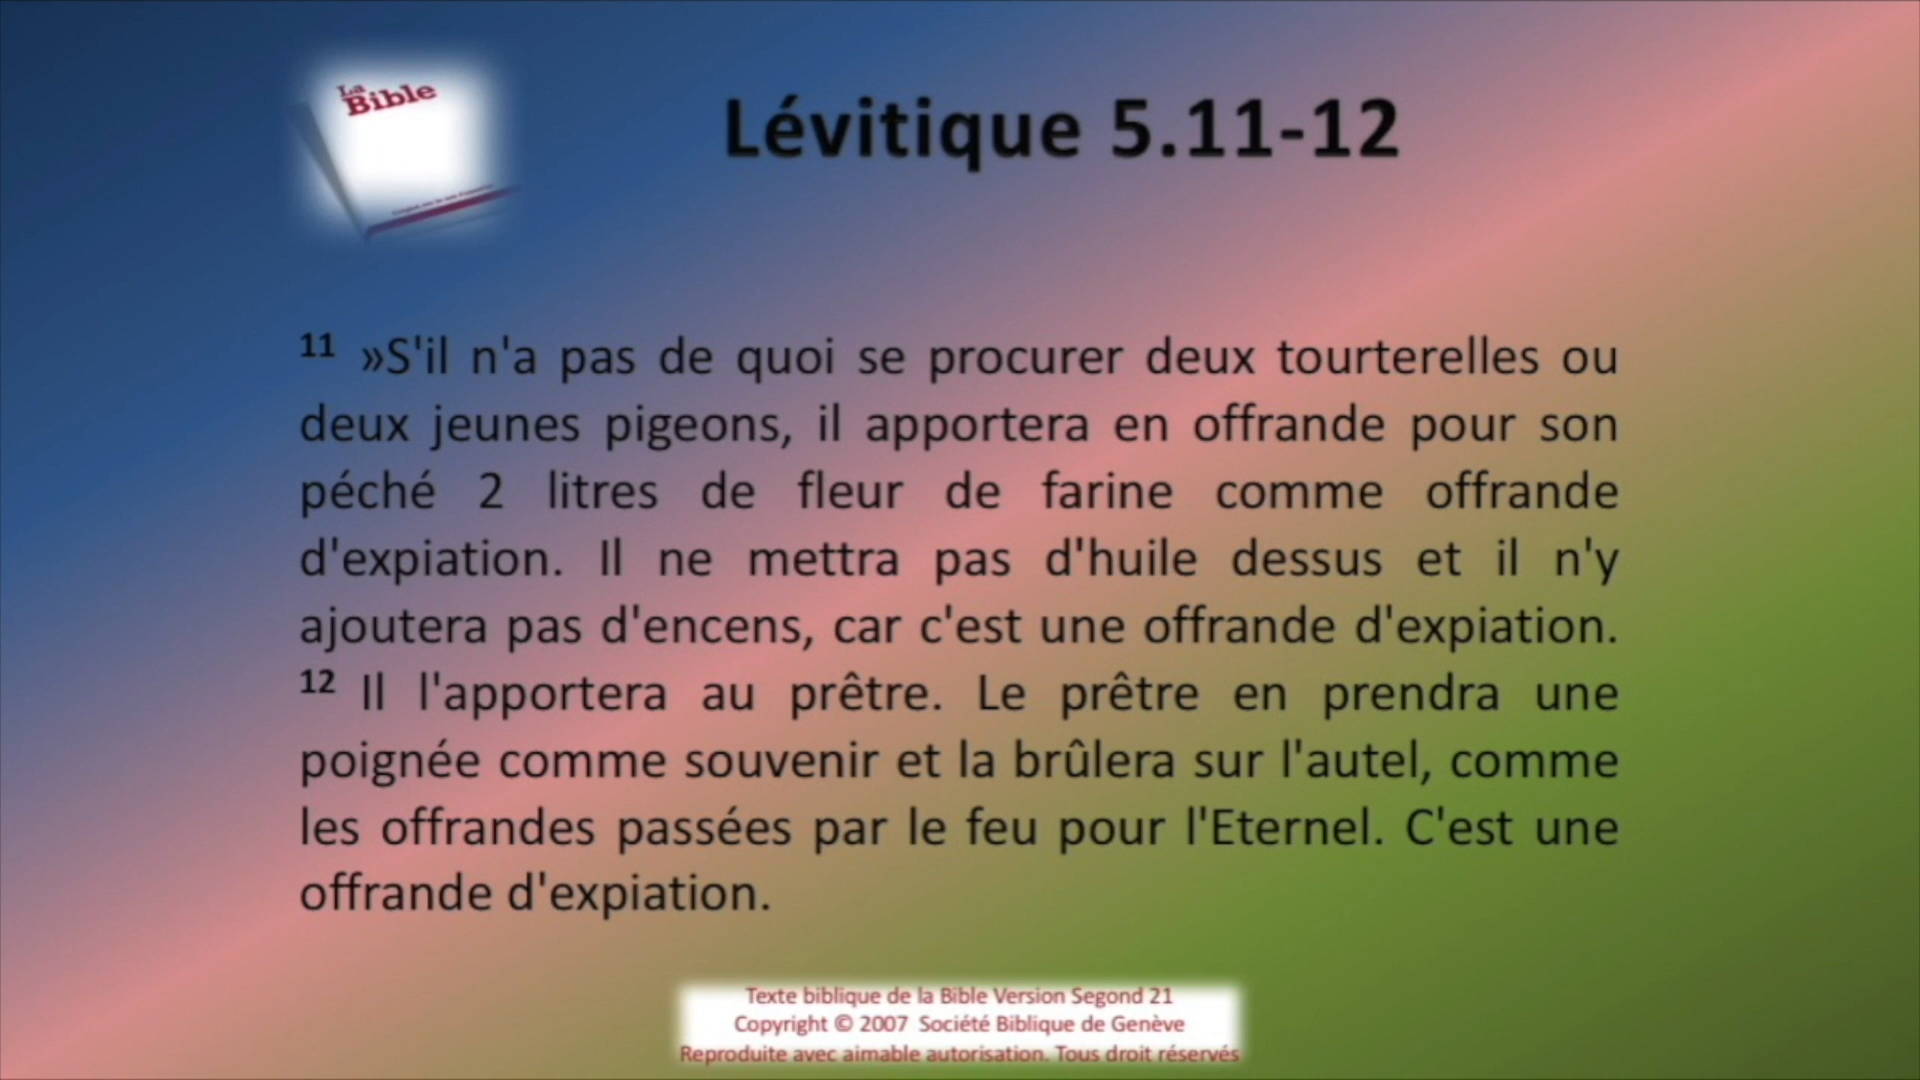 La
Bible
Lévitique 5.11-12
11 »S'il n'a pas de quoi se procurer deux tourterelles ou
deux jeunes pigeons, il apportera en offrande pour son
péché 2 litres de fleur de farine comme offrande
d'expiation. Il ne mettra pas d'huile dessus et il n'y
ajoutera pas d'encens, car c'est une offrande d'expiation.
12 Il l'apportera au prêtre. Le prêtre en prendra une
poignée comme souvenir et la brûlera sur l'autel, comme
les offrandes passées par le feu pour l'Eternel. C'est une
offrande d'expiation.
Texte biblique de la Bible Version Segond 21
Copyright © 2007 Société Biblique de Genève
Reproduite avec aimable autorisation. Tous droit réservés